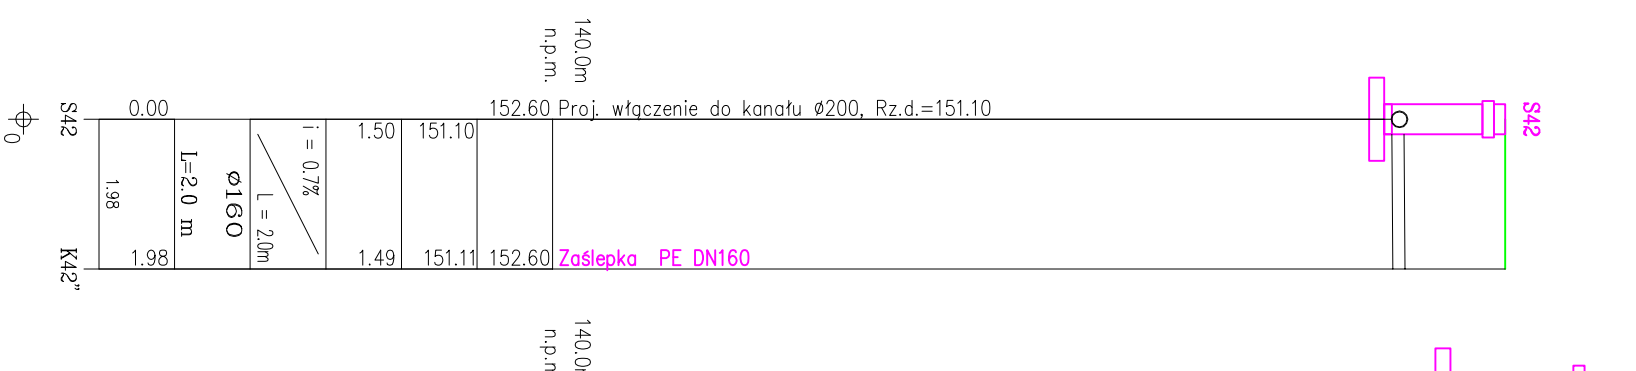 140.0m
n.p.m.
S42
0.00
152.60 Proj. włączenie do kanału ø200, Rz.d.=151.10
S42
0
1.50
151.10
i = 0.7%
L = 2.0m
L=2.0 m
ø160
1.98
K42"
1.98
1.49
151.11
152.60 Zaślepka PE DN160
140.0
n.p.